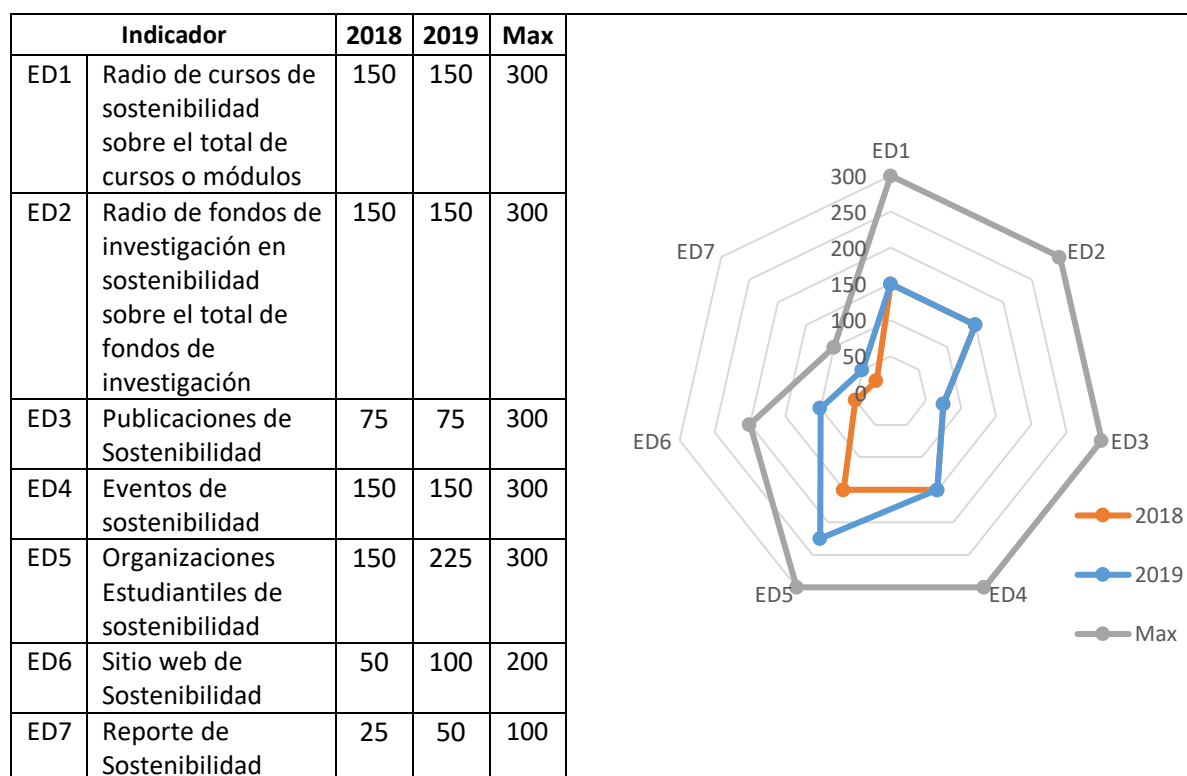 Indicador 2018 2019 Max
ED1 Radio de cursos de 150 150 300
sostenibilidad
sobre el total de
cursos o módulos
ED2 Radio de fondos de 150 150 300
investigación en
sostenibilidad
sobre el total de
fondos de
investigación
ED3 Publicaciones de 75 75 300
Sostenibilidad
ED4 Eventos de 150 150 300
sostenibilidad
ED5 Organizaciones 150 225 300
Estudiantiles de
sostenibilidad
ED6 Sitio web de 50 100 200
Sostenibilidad
ED7 Reporte de 25 50 100
Sostenibilidad
ED1
300
250
200
150
100
50
0
ED2
ED3
ED4
ED5
ED6
ED7
2018
2019
Max